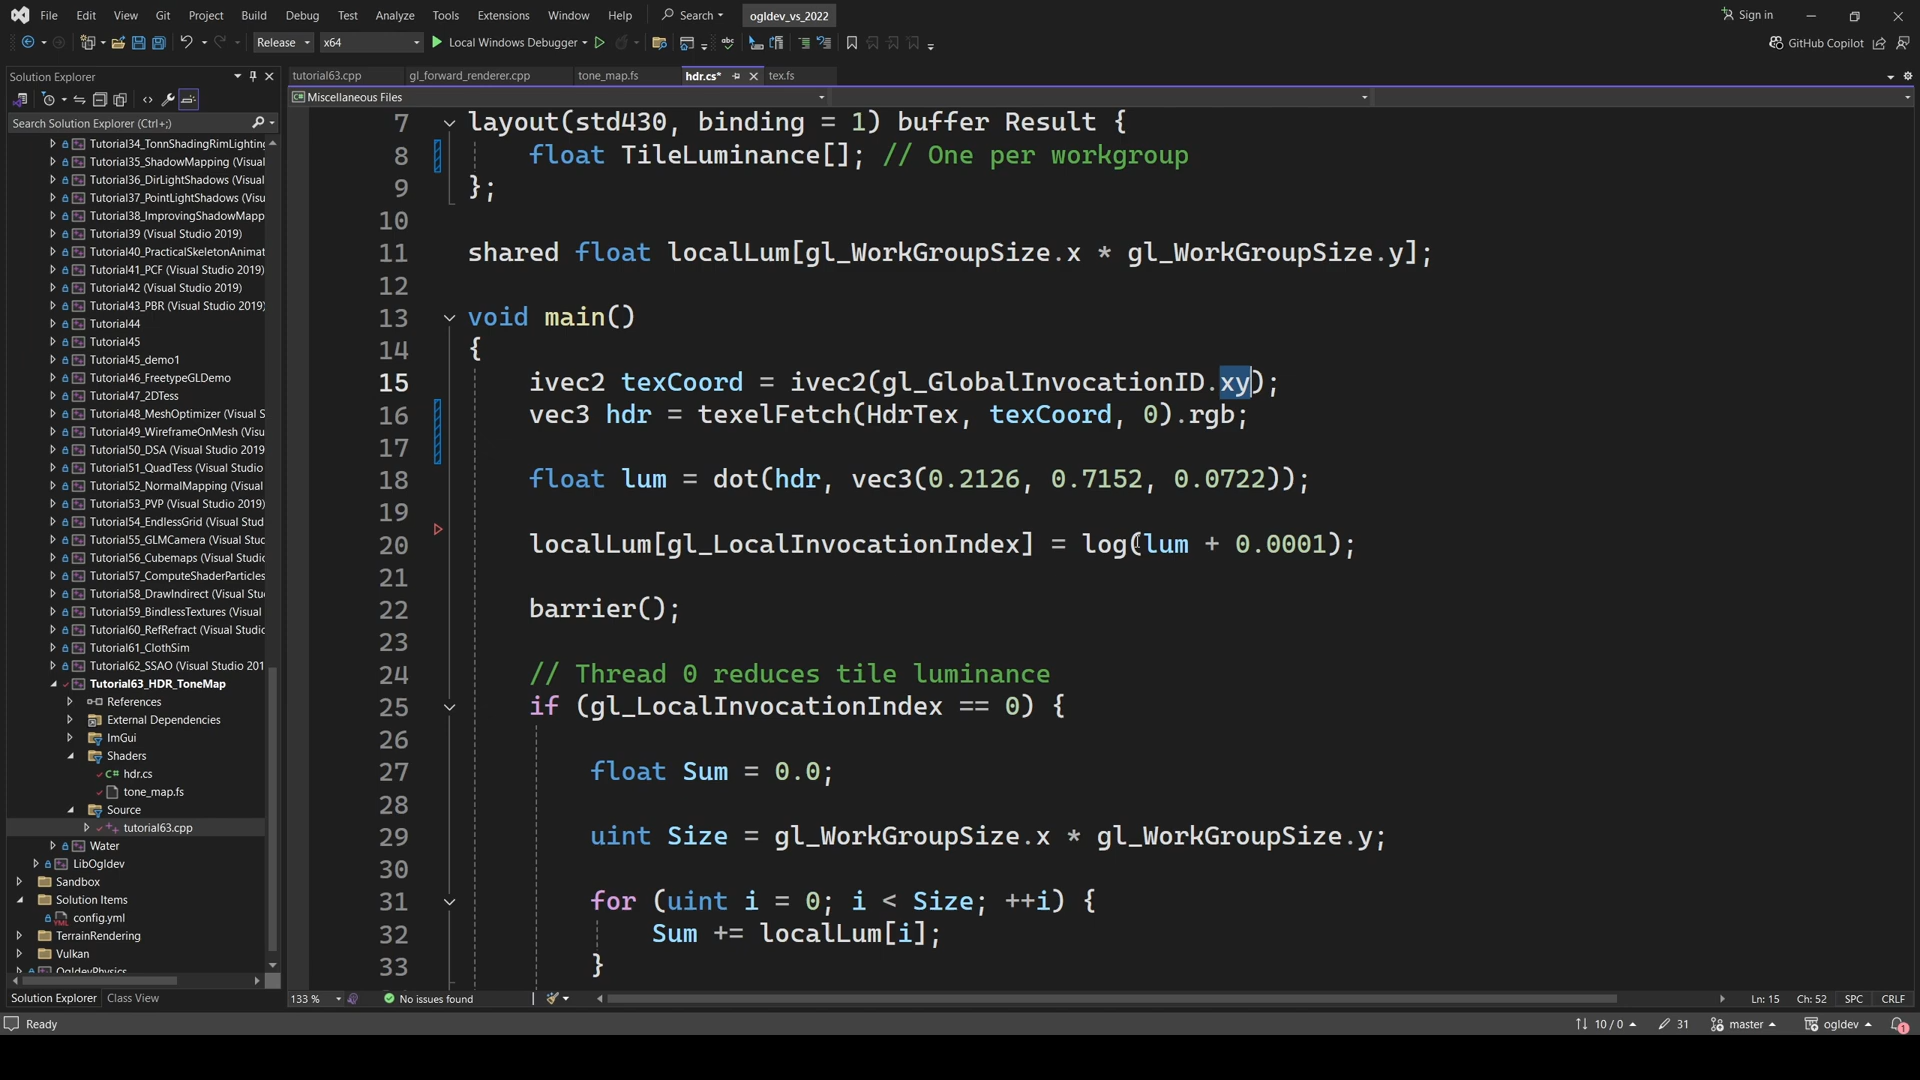 File Edit View Git Project Build Debug Test Analyze Tools Extensions Window Help Search ogldev_vs_2022 Sign in
Release x64 Local Windows Debugger GitHub Copilot
Solution Explorer
Search Solution Explorer (Ctrl+;)
Tutorial34_ToonShadingRimLighting
Tutorial35_ShadowMapping (Visual
Tutorial36_DirLightShadows (Visual
Tutorial37_PointLightShadows (Visu
Tutorial38_ImprovingShadowMapp
Tutorial39 (Visual Studio 2019)
Tutorial40_PracticalSkeletonAnimat
Tutorial41_PCF (Visual Studio 2019)
Tutorial42 (Visual Studio 2019)
Tutorial43_PBR (Visual Studio 2019)
Tutorial44
Tutorial45
Tutorial45_demo1
Tutorial46_FreetypeGLDemo
Tutorial47_2DTess
Tutorial48_MeshOptimizer (Visual S
Tutorial49_WireframeOnMesh (Visu
Tutorial50_DSA (Visual Studio 2019
Tutorial51_QuadTess (Visual Studio
Tutorial52_NormalMapping (Visual
Tutorial53_PVP (Visual Studio 2019)
Tutorial54_EndlessGrid (Visual Stud
Tutorial55_GLMCamera (Visual Stud
Tutorial56_Cubemaps (Visual Studio
Tutorial57_ComputeShaderParticles
Tutorial58_DrawIndirect (Visual Stu
Tutorial59_BindlessTextures (Visual
Tutorial60_RefRefract (Visual Studio
Tutorial61_ClothSim
Tutorial62_SSAO (Visual Studio 201
Tutorial63_HDR_ToneMap
References
External Dependencies
ImGui
Shaders
C# hdr.cs
tone_map.fs
Source
tutorial63.cpp
Water
LibOgldev
Sandbox
Solution Items
config.yml
TerrainRendering
Vulkan
OgldevPhysics
Solution Explorer Class View
tutorial63.cpp gl_forward_renderer.cpp tone_map.fs hdr.cs* tex.fs
Miscellaneous Files
7 layout(std430, binding = 1) buffer Result {
8 float TileLuminance[]; // One per workgroup
9 };
10
11 shared float localLum[gl_WorkGroupSize.x * gl_WorkGroupSize.y];
12
13 void main()
14 {
15 ivec2 texCoord = ivec2(gl_GlobalInvocationID.xy);
16 vec3 hdr = texelFetch(HdrTex, texCoord, 0).rgb;
17
18 float lum = dot(hdr, vec3(0.2126, 0.7152, 0.0722));
19
20 localLum[gl_LocalInvocationIndex] = log(lum + 0.0001);
21
22 barrier();
23
24 // Thread 0 reduces tile luminance
25 if (gl_LocalInvocationIndex == 0) {
26
27 float Sum = 0.0;
28
29 uint Size = gl_WorkGroupSize.x * gl_WorkGroupSize.y;
30
31 for (uint i = 0; i < Size; ++i) {
32 Sum += localLum[i];
33 }
133 % No issues found Ln: 15 Ch: 52 SPC CRLF
Ready 10 / 0 31 master ogldev 1